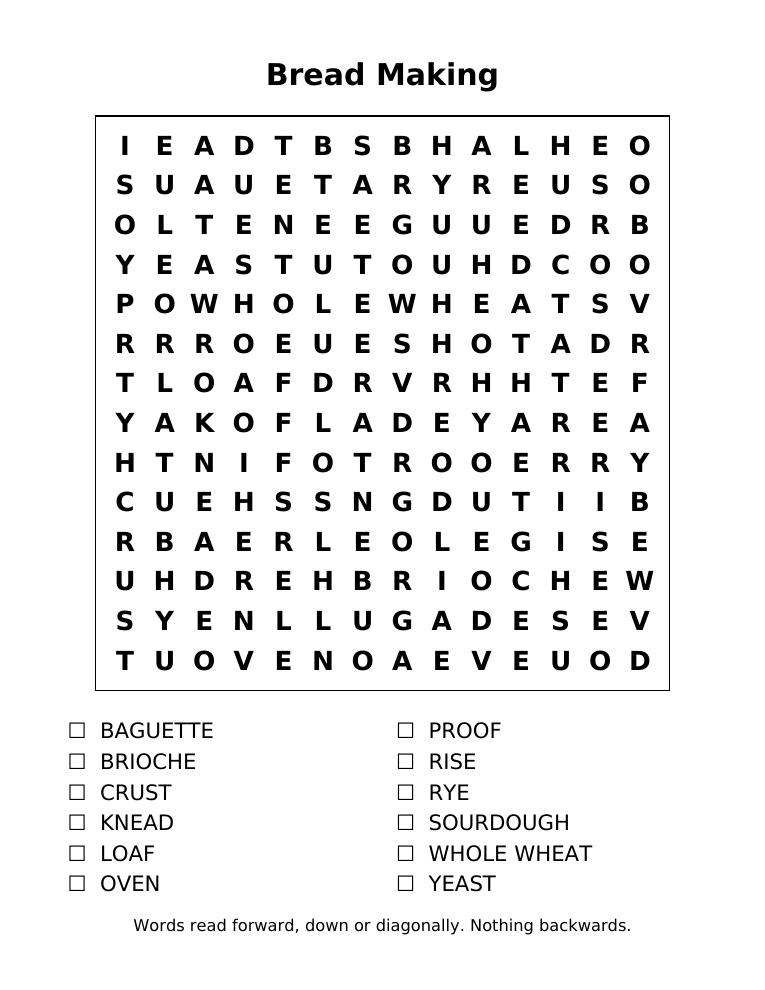 Bread Making
I E A D T B S B H A L H E O
S U A U E T A R Y R E U S O
O L T E N E E G U U E D R B
Y E A S T U T O U H D C O O
P O W H O L E W H E A T S V
R R R O E U E S H O T A D R
T L O A F D R V R H H T E F
Y A K O F L A D E Y A R E A
H T N I F O T R O O E R R Y
C U E H S S N G D U T I I B
R B A E R L E O L E G I S E
U H D R E H B R I O C H E W
S Y E N L L U G A D E S E V
T U O V E N O A E V E U O D
☐ BAGUETTE
☐ BRIOCHE
☐ CRUST
☐ KNEAD
☐ LOAF
☐ OVEN
☐ PROOF
☐ RISE
☐ RYE
☐ SOURDOUGH
☐ WHOLE WHEAT
☐ YEAST
Words read forward, down or diagonally. Nothing backwards.